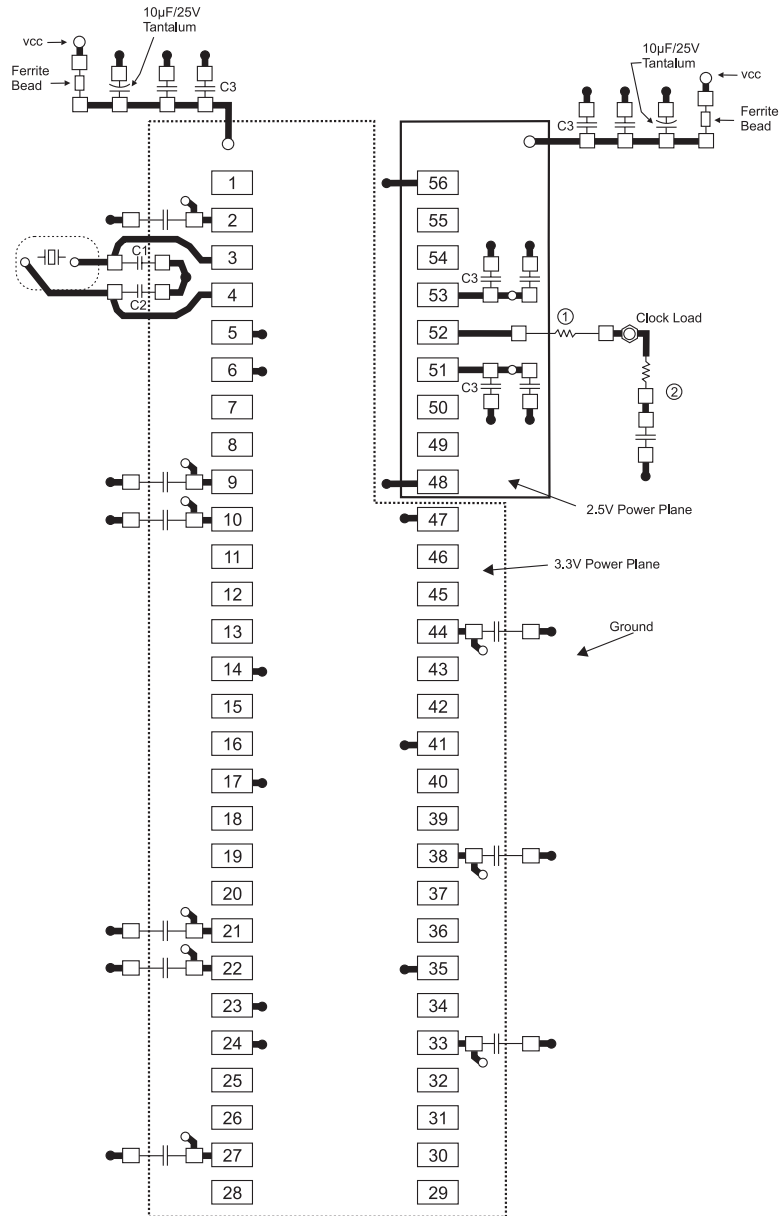 10µF/25V
Tantalum
vcc
Ferrite
Bead
C3
10µF/25V
Tantalum
vcc
C3
Ferrite
Bead
1
56
2
55
3
54
C1
C3
4
53
C2
5
52
1
Clock Load
6
51
C3
2
7
50
8
49
9
48
2.5V Power Plane
10
47
11
46
3.3V Power Plane
12
45
13
44
Ground
14
43
15
42
16
41
17
40
18
39
19
38
20
37
21
36
22
35
23
34
24
33
25
32
26
31
27
30
28
29